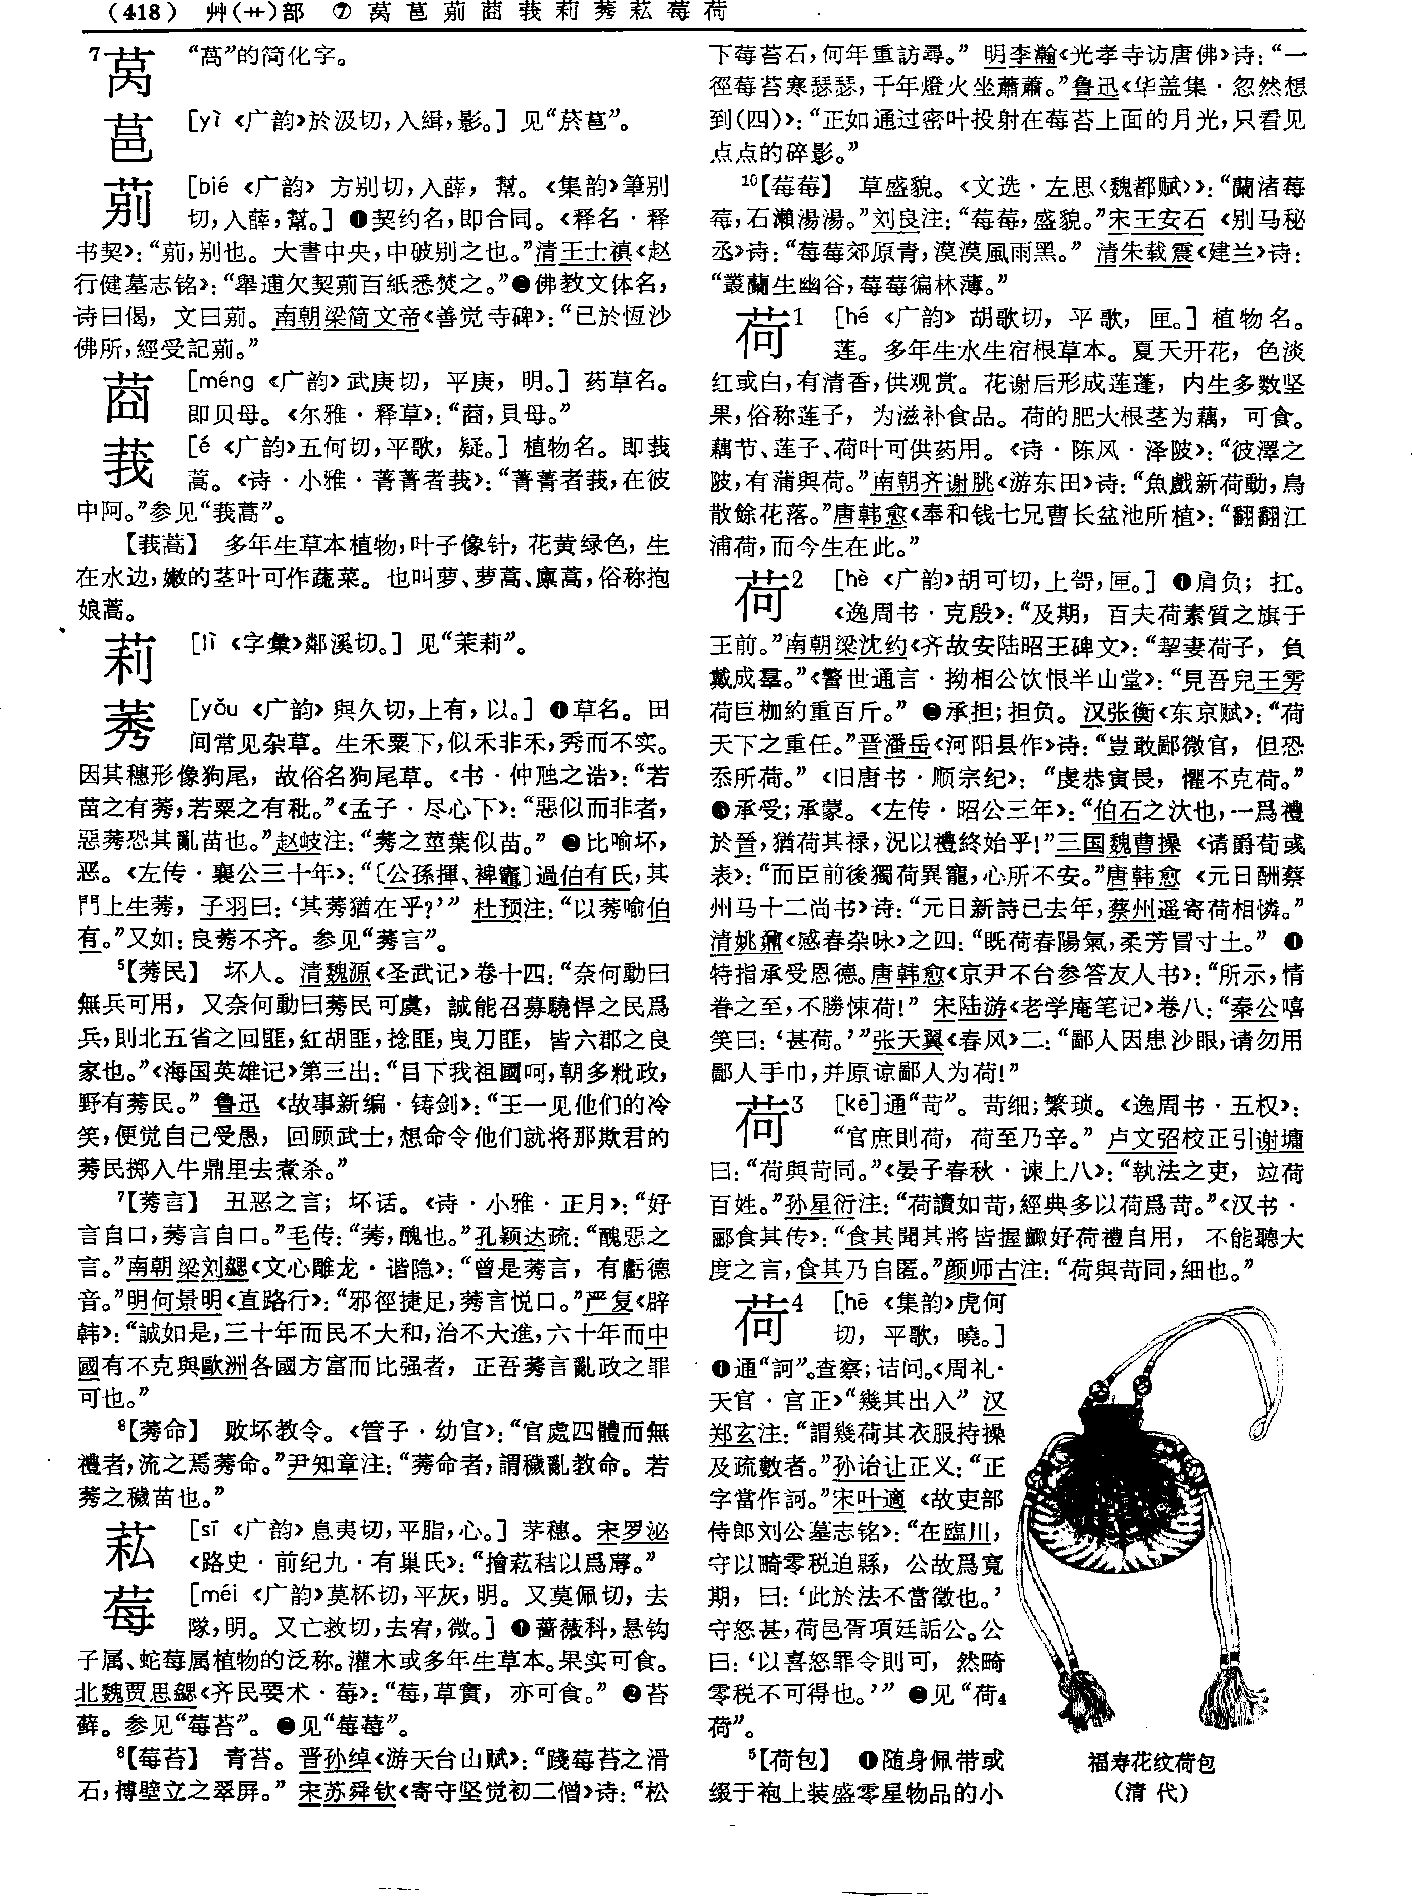 (418) 艸(艹)部 ⑦ 莴 苢 莂 莔 莪 莉 莠 菘 莓 荷
7莴 “萵”的简化字。
[yì《广韵》於汲切,入缉,影。] 见“菸䓃”。
莂 [bié《广韵》方别切,入薛,幫。《集韵》筆别
切,入薛,幫。] ❶契约名,即合同。《释名·释
书契》:“莂,别也。大書中央,中破别之也。”清王士禛《赵
行健墓志铭》:“舉逋欠契莂百紙悉焚之。”❷佛教文体名,
诗曰偈,文曰莂。南朝梁简文帝《善觉寺碑》:“已於恆沙
佛所,經受記莂。”
莔 [méng《广韵》武庚切,平庚,明。] 药草名。
即贝母。《尔雅·释草》:“莔,貝母。”
莪 [é《广韵》五何切,平歌,疑。] 植物名。即莪
蒿。《诗·小雅·菁菁者莪》:“菁菁者莪,在彼
中阿。”参见“莪蒿”。
【莪蒿】 多年生草本植物,叶子像针,花黄绿色,生
在水边,嫩的茎叶可作蔬菜。也叫萝、萝蒿、廪蒿,俗称抱
娘蒿。
莉 [lì《字彙》鄰溪切。] 见“茉莉”。
莠 [yǒu《广韵》與久切,上有,以。] ❶草名。田
间常见杂草。生禾粟下,似禾非禾,秀而不实。
因其穗形像狗尾,故俗名狗尾草。《书·仲虺之诰》:“若
苗之有莠,若粟之有秕。”《孟子·尽心下》:“惡似而非者,
惡莠恐其亂苗也。”赵岐注:“莠之莖葉似苗。” ❷比喻坏,
恶。《左传·襄公三十年》:“〔公孫揮、裨竈〕過伯有氏,其
門上生莠,子羽曰:‘其莠猶在乎?’” 杜预注:“以莠喻伯
有。”又如:良莠不齐。参见“莠言”。
5【莠民】 坏人。清魏源《圣武记》卷十四:“奈何動曰
無兵可用,又奈何動曰莠民可虞,誠能召募驍悍之民爲
兵,則北五省之回匪,紅胡匪,捻匪,曳刀匪,皆六郡之良
家也。”《海国英雄记》第三出:“目下我祖國呵,朝多粃政,
野有莠民。” 鲁迅《故事新编·铸剑》:“王一见他们的冷
笑,便觉自己受愚,回顾武士,想命令他们就将那欺君的
莠民掷入牛鼎里去煮杀。”
7【莠言】 丑恶之言;坏话。《诗·小雅·正月》:“好
言自口,莠言自口。”毛传:“莠,醜也。”孔颖达疏:“醜惡之
言。”南朝梁刘勰《文心雕龙·谐隐》:“曾是莠言,有虧德
音。”明何景明《直路行》:“邪徑捷足,莠言悦口。”严复《辟
韩》:“誠如是,三十年而民不大和,治不大進,六十年而中
國有不克與歐洲各國方富而比强者,正吾莠言亂政之罪
可也。”
8【莠命】 败坏教令。《管子·幼官》:“官處四體而無
禮者,流之焉莠命。”尹知章注:“莠命者,謂穢亂教命。若
莠之穢苗也。”
[sī《广韵》息夷切,平脂,心。] 茅穗。宋罗泌
《路史·前纪九·有巢氏》:
莓 [méi《广韵》莫杯切,平灰,明。又莫佩切,去
隊,明。又亡救切,去宥,微。] ❶蔷薇科,悬钩
子属、蛇莓属植物的泛称。灌木或多年生草本。果实可食。
北魏贾思勰《齐民要术·莓》:“莓,草實,亦可食。” ❷苔
藓。参见“莓苔”。❸见“莓莓”。
8【莓苔】 青苔。晋孙绰《游天台山赋》:“踐莓苔之滑
石,搏壁立之翠屏。” 宋苏舜钦《寄守坚觉初二僧》诗:“松
下莓苔石,何年重訪尋。” 明李瀚《光孝寺访唐佛》诗:“一
徑莓苔寒瑟瑟,千年燈火坐蕭蕭。”鲁迅《华盖集·忽然想
到(四)》:“正如通过密叶投射在莓苔上面的月光,只看见
点点的碎影。”
10【莓莓】 草盛貌。《文选·左思〈魏都赋〉》:“蘭渚莓
莓,石瀨湯湯。”刘良注:“莓莓,盛貌。”宋王安石《别马秘
丞》诗:“莓莓郊原青,漠漠風雨黑。” 清朱载震《建兰》诗:
“叢蘭生幽谷,莓莓徧林薄。”
荷1 [hé《广韵》胡歌切,平歌,匣。] 植物名。
莲。多年生水生宿根草本。夏天开花,色淡
红或白,有清香,供观赏。花谢后形成莲蓬,内生多数坚
果,俗称莲子,为滋补食品。荷的肥大根茎为藕,可食。
藕节、莲子、荷叶可供药用。《诗·陈风·泽陂》:“彼澤之
陂,有蒲與荷。”南朝齐谢朓《游东田》诗:“魚戲新荷動,鳥
散餘花落。”唐韩愈《奉和钱七兄曹长盆池所植》:“翻翻江
浦荷,而今生在此。”
荷2 [hè《广韵》胡可切,上哿,匣。] ❶肩负;扛。
《逸周书·克殷》:“及期,百夫荷素質之旗于
王前。”南朝梁沈约《齐故安陆昭王碑文》:“挈妻荷子,負
戴成羣。”《警世通言·拗相公饮恨半山堂》:“見吾兒王雱
荷巨枷約重百斤。” ❷承担;担负。汉张衡《东京赋》:“荷
天下之重任。”晋潘岳《河阳县作》诗:“豈敢鄙微官,但恐
忝所荷。”《旧唐书·顺宗纪》:“虔恭寅畏,懼不克荷。”
❸承受;承蒙。《左传·昭公三年》:“伯石之汏也,一爲禮
於晉,猶荷其禄,況以禮終始乎!”三国魏曹操《请爵荀彧
表》:“而臣前後獨荷異寵,心所不安。”唐韩愈《元日酬蔡
州马十二尚书》诗:“元日新詩已去年,蔡州遥寄荷相憐。”
清姚鼐《感春杂咏》之四:“既荷春陽氣,柔芳冒寸土。” ❹
特指承受恩德。唐韩愈《京尹不台参答友人书》:“所示,情
眷之至,不勝悚荷!” 宋陆游《老学庵笔记》卷八:“秦公嘻
笑曰:‘甚荷。’”张天翼《春风》二:“鄙人因患沙眼,请勿用
鄙人手巾,并原谅鄙人为荷!”
荷3 [kē]通“苛”。苛细;繁琐。《逸周书·五权》:
“官庶則荷,荷至乃辛。” 卢文弨校正引谢墉
曰:“荷與苛同。”《晏子春秋·谏上八》:“執法之吏,竝荷
百姓。”孙星衍注:“荷讀如苛,經典多以荷爲苛。”《汉书·
郦食其传》:“食其聞其將皆握齱好荷禮自用,不能聽大
度之言,食其乃自匿。”颜师古注:“荷與苛同,細也。”
荷4 [hē《集韵》虎何
切,平歌,曉。]
❶通“訶”。查察;诘问。《周礼·
天官·宫正》“幾其出入” 汉
郑玄注:“謂幾荷其衣服持操
及疏數者。”孙诒让正义:“正
字當作訶。”宋叶適《故吏部
侍郎刘公墓志铭》:“在臨川,
守以畸零税迫縣,公故爲寬
期,曰:‘此於法不當徵也。’
守怒甚,荷邑胥項廷詬公。公
曰:‘以喜怒罪令則可,然畸
零税不可得也。’” ❷见“荷4
荷”。
5【荷包】 ❶随身佩带或
缀于袍上装盛零星物品的小
福寿花纹荷包
(清 代)